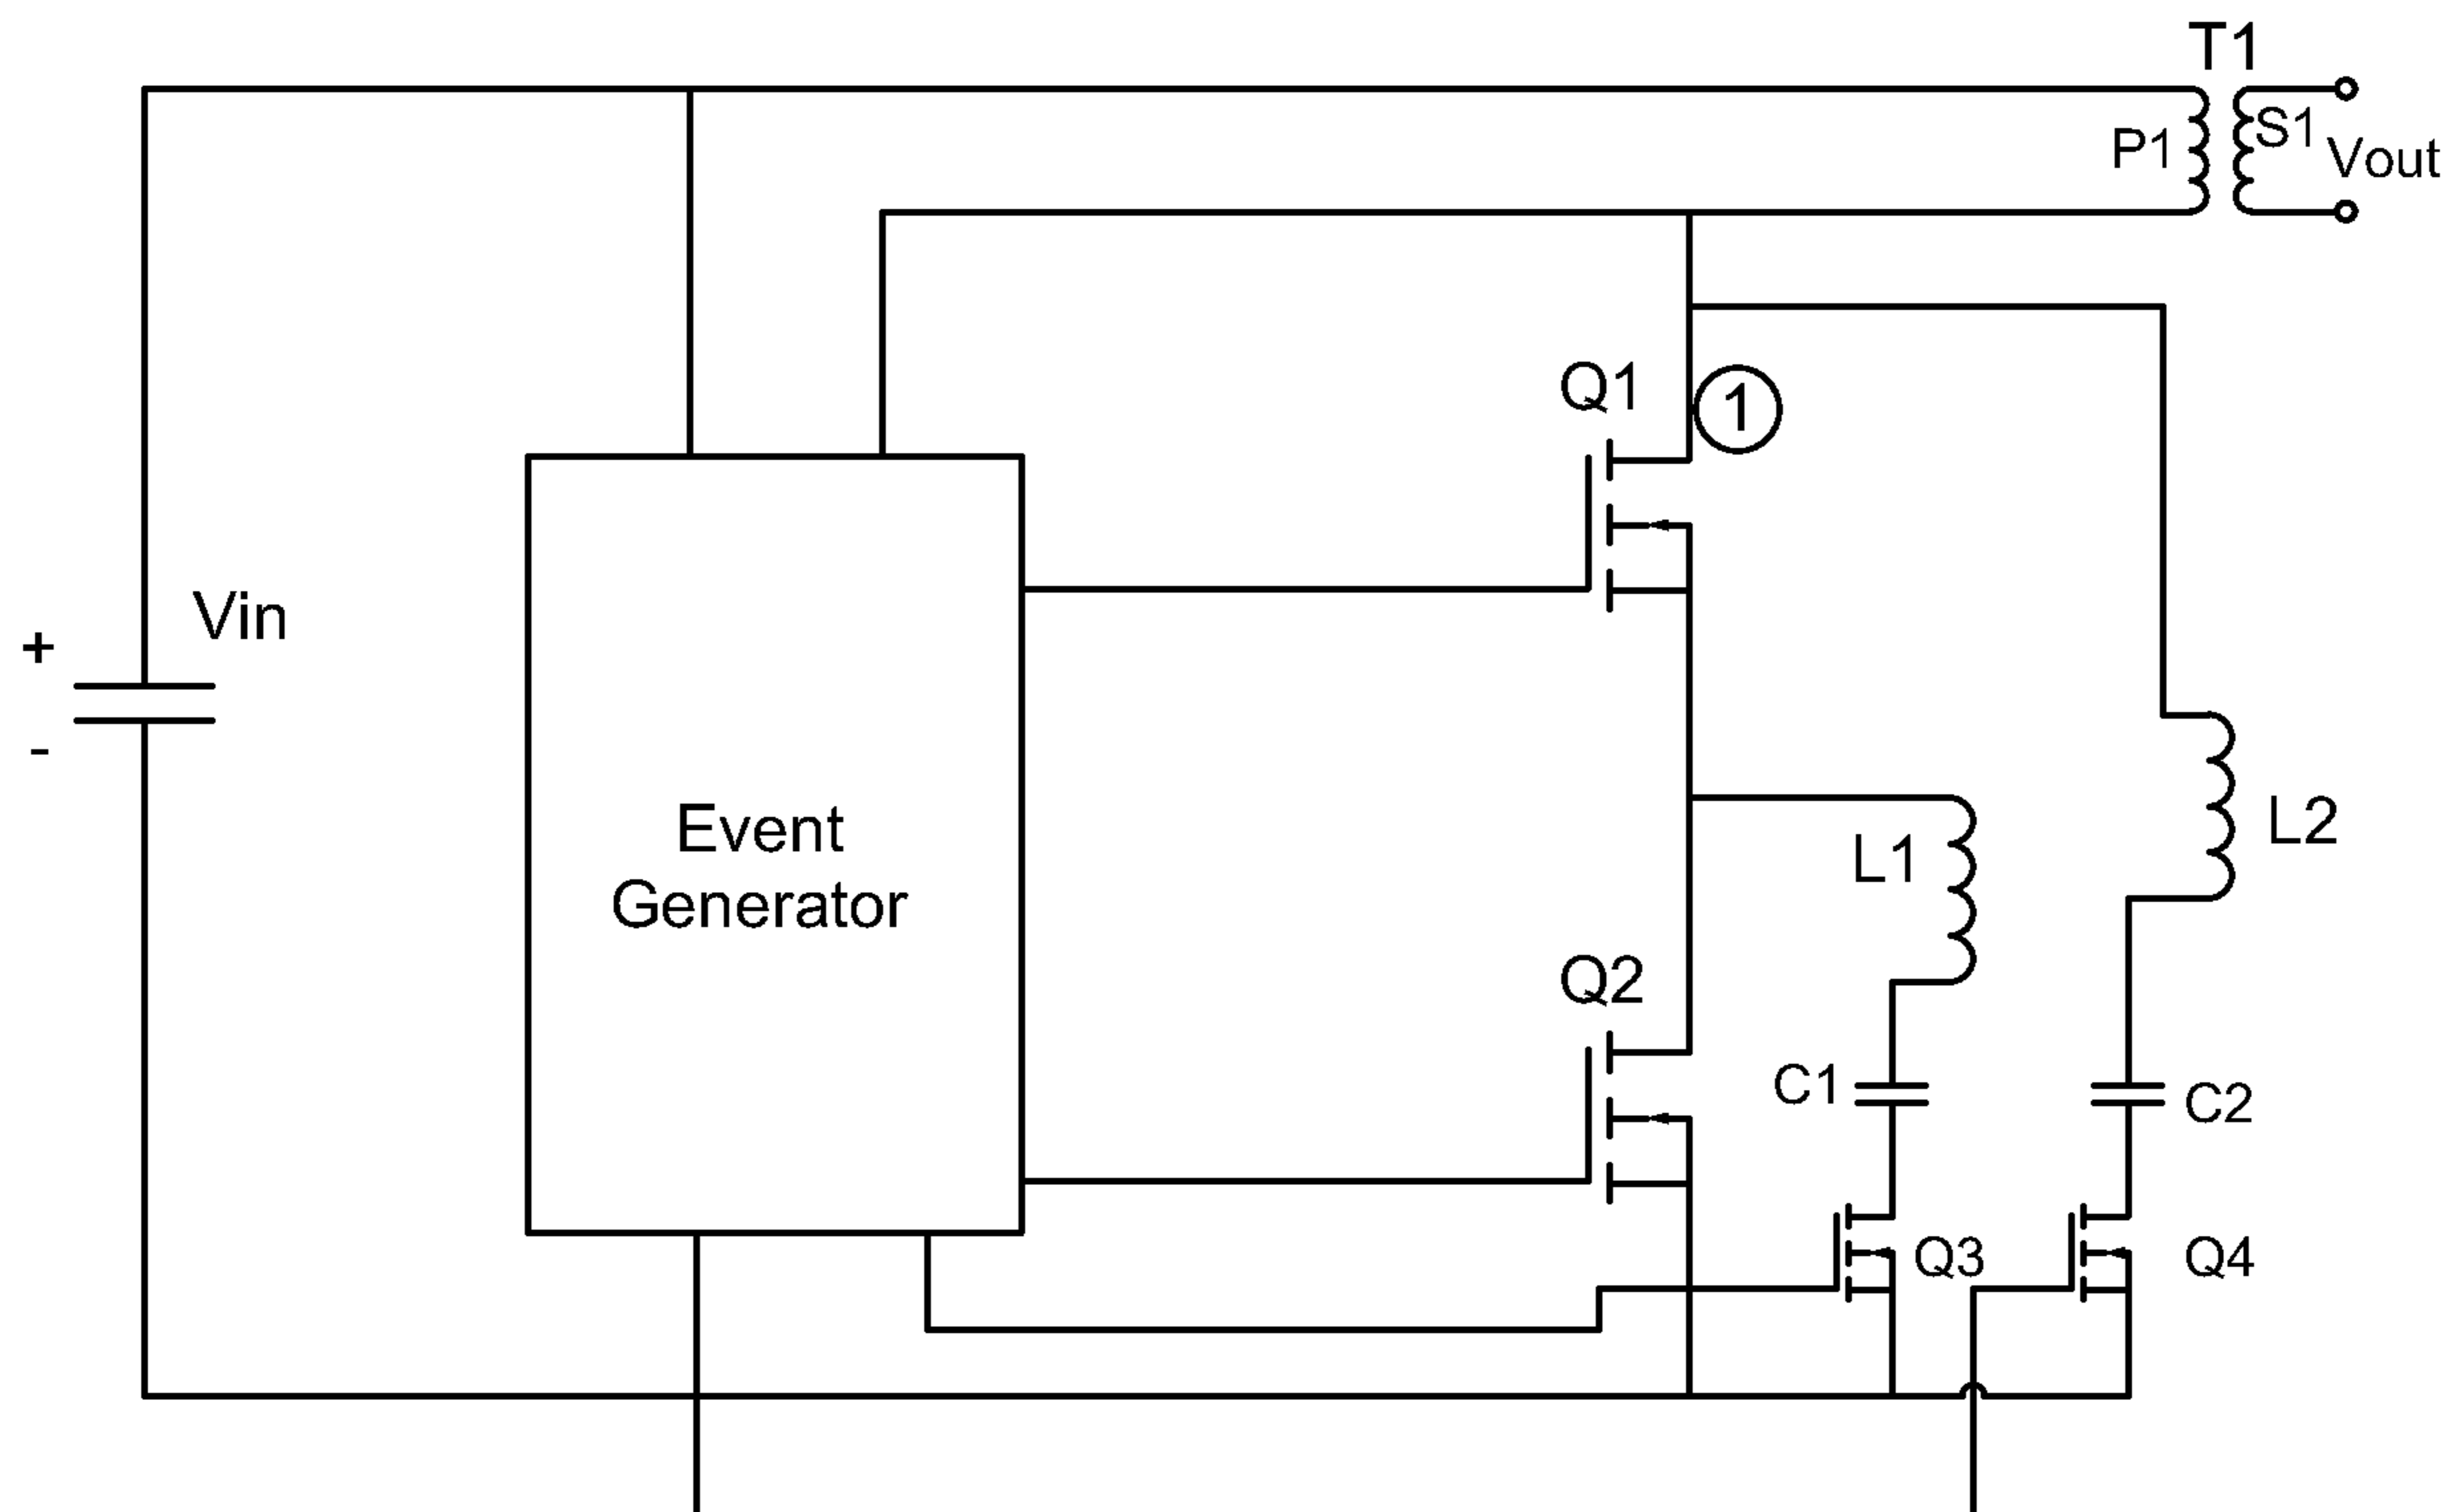 T1
P1
S1
Vout
Q1
1
Vin
+
-
Event
Generator
L1
L2
Q2
C1
C2
Q3
Q4